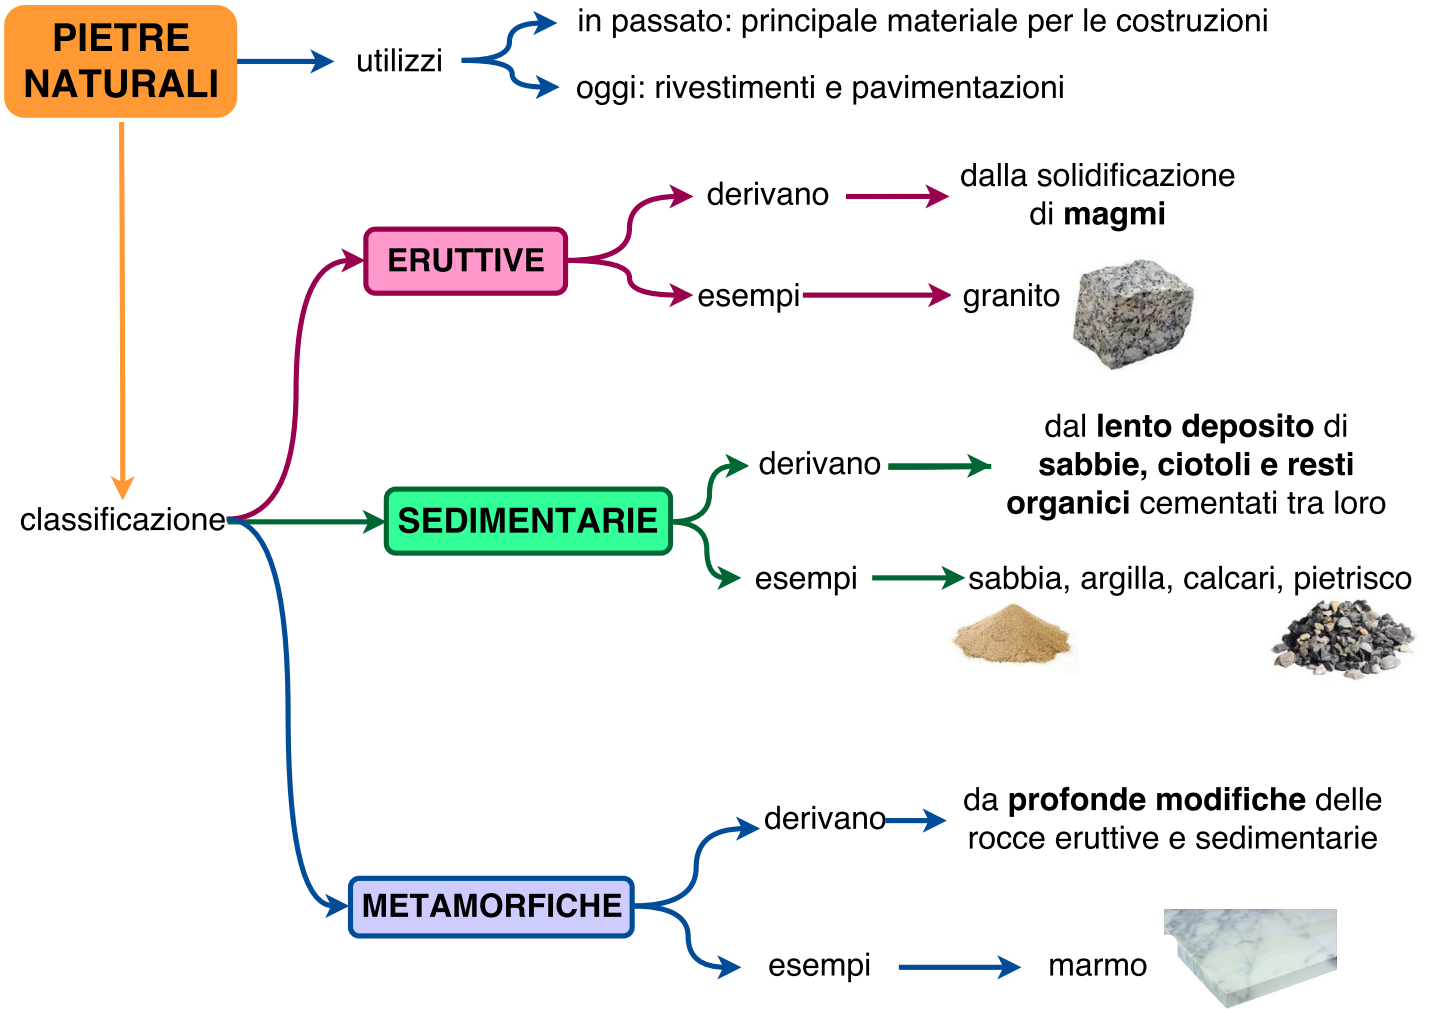 PIETRE
NATURALI
utilizzi
in passato: principale materiale per le costruzioni
oggi: rivestimenti e pavimentazioni
classificazione
ERUTTIVE
derivano
dalla solidificazione
di magmi
esempi
granito
SEDIMENTARIE
derivano
dal lento deposito di
sabbie, ciotoli e resti
organici cementati tra loro
esempi
sabbia, argilla, calcari, pietrisco
METAMORFICHE
derivano
da profonde modifiche delle
rocce eruttive e sedimentarie
esempi
marmo